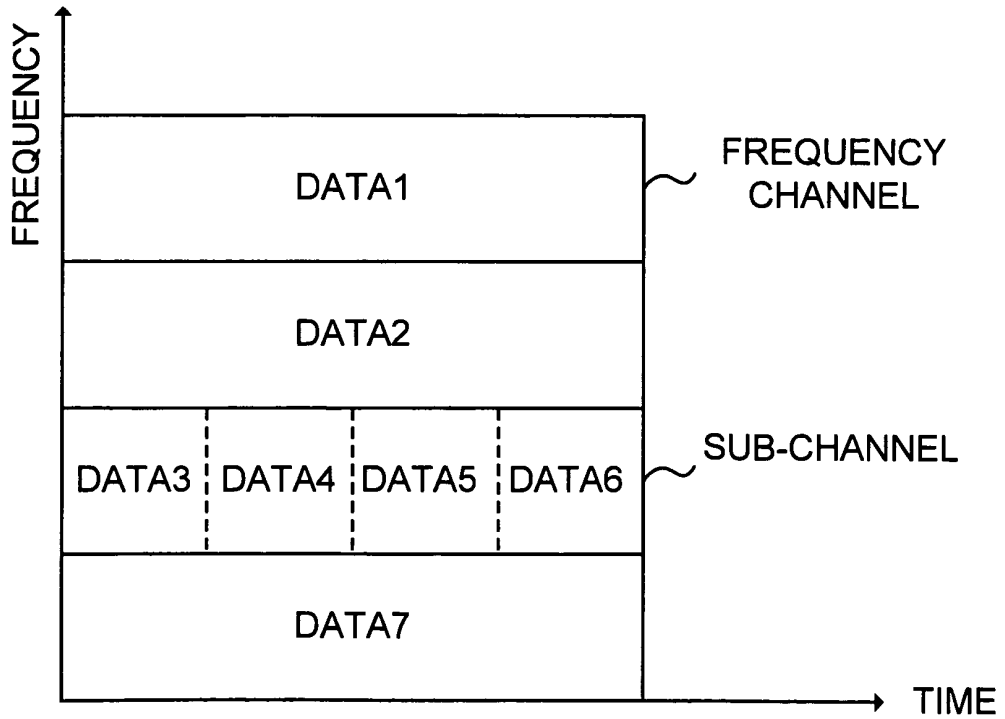 FREQUENCY
DATA1
FREQUENCY
CHANNEL
DATA2
DATA3 DATA4 DATA5 DATA6
SUB-CHANNEL
DATA7
TIME